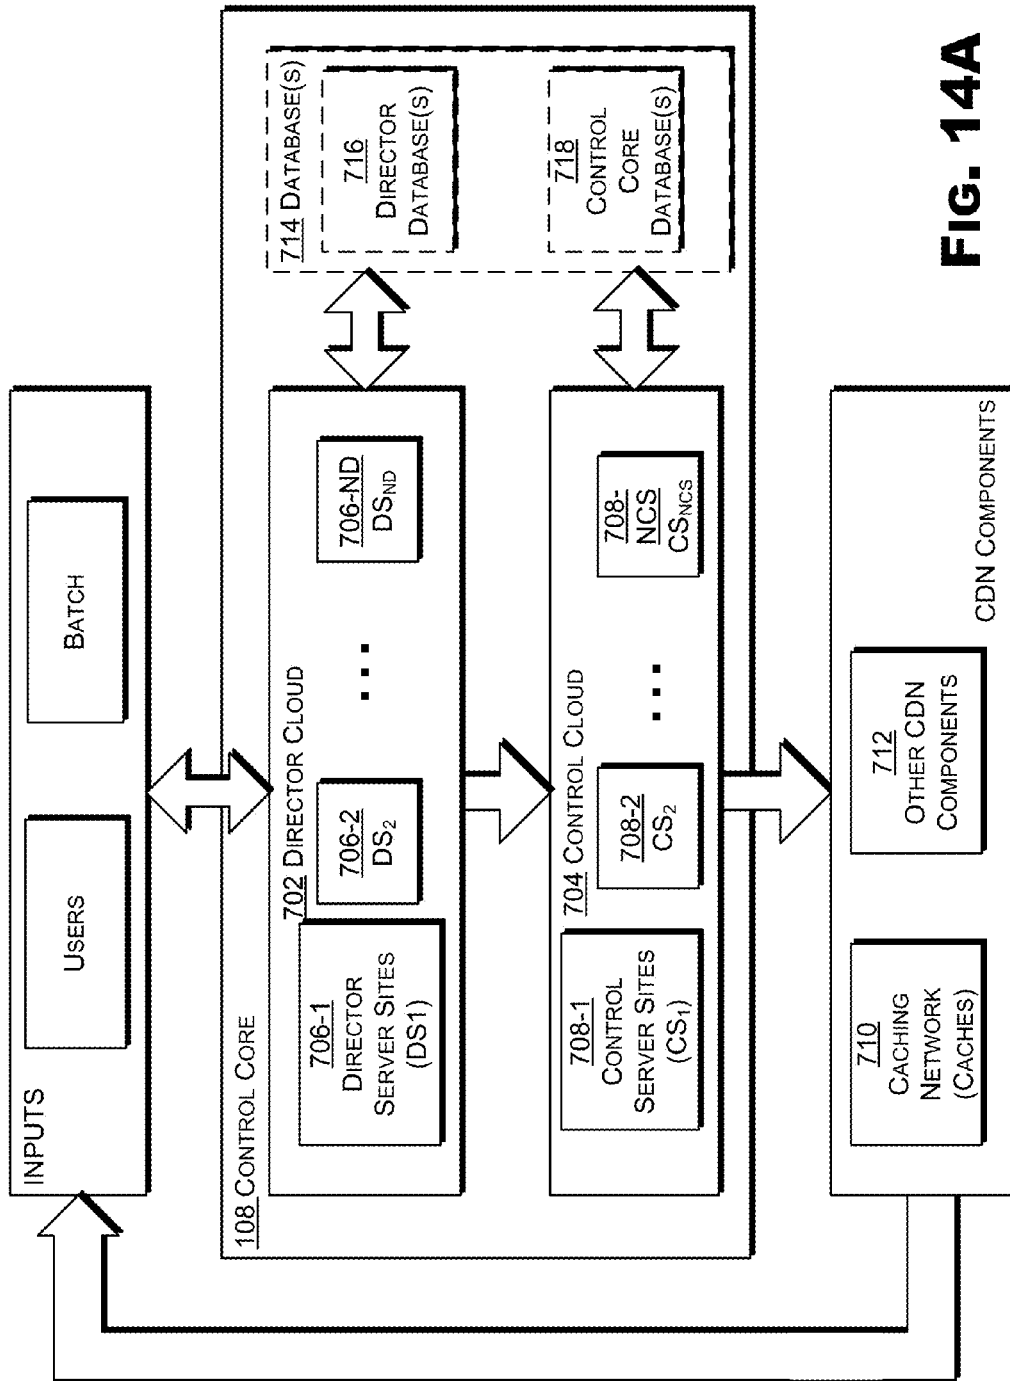 INPUTS
USERS
BATCH
108 CONTROL CORE
702 DIRECTOR CLOUD
706-1
DIRECTOR
SERVER SITES
(DS1)
706-2
DS2
...
706-ND
DSND
714 DATABASE(S)
716
DIRECTOR
DATABASE(S)
704 CONTROL CLOUD
708-1
CONTROL
SERVER SITES
(CS1)
708-2
CS2
...
708-
NCS
CSNCS
718
CONTROL
CORE
DATABASE(S)
710
CACHING
NETWORK
(CACHES)
712
OTHER CDN
COMPONENTS
CDN COMPONENTS
FIG. 14A